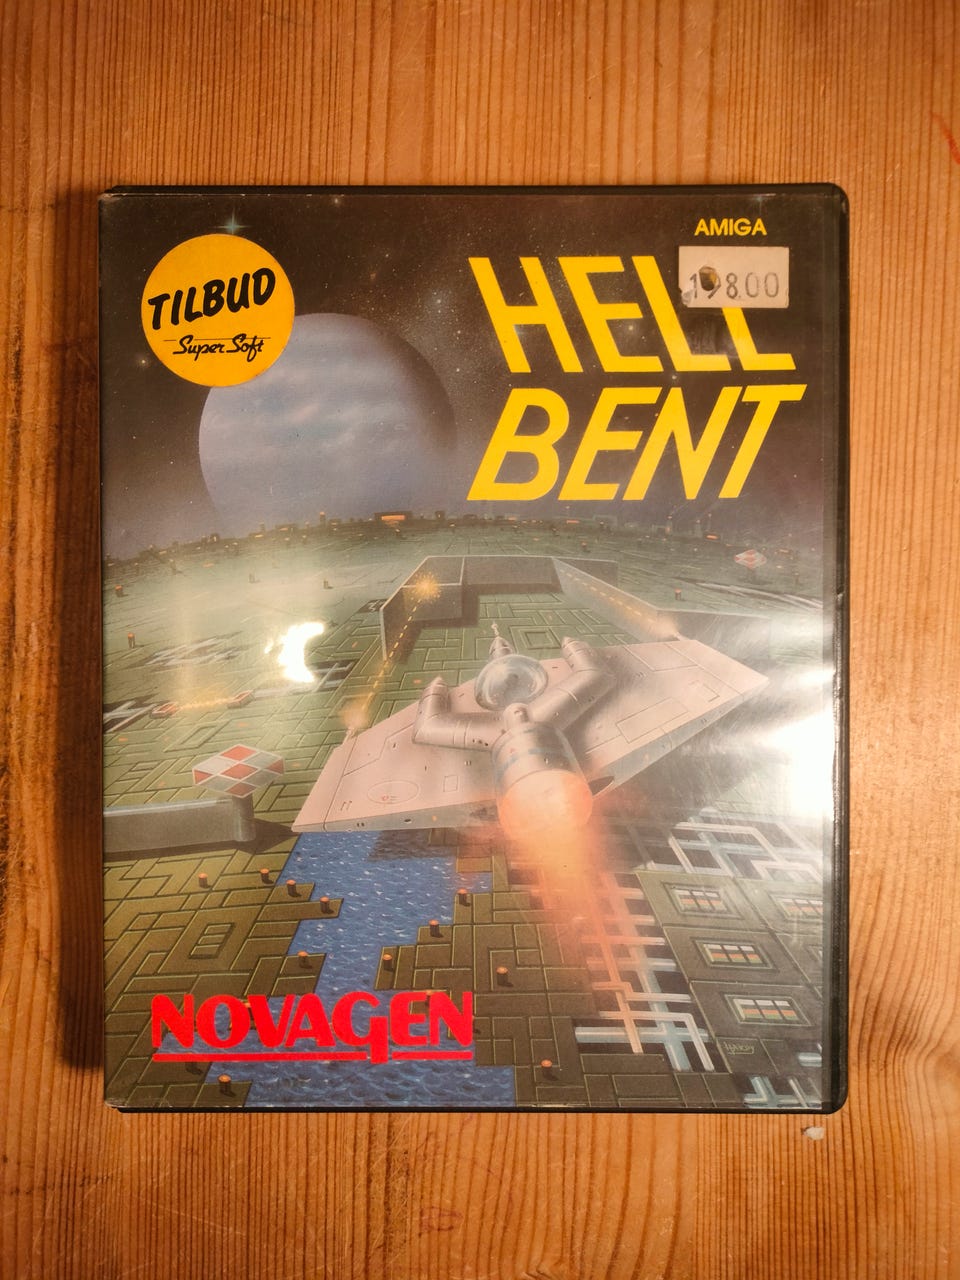 TILBUD
Super Soft
AMIGA
198.00
HELL
BENT
NOVAGEN